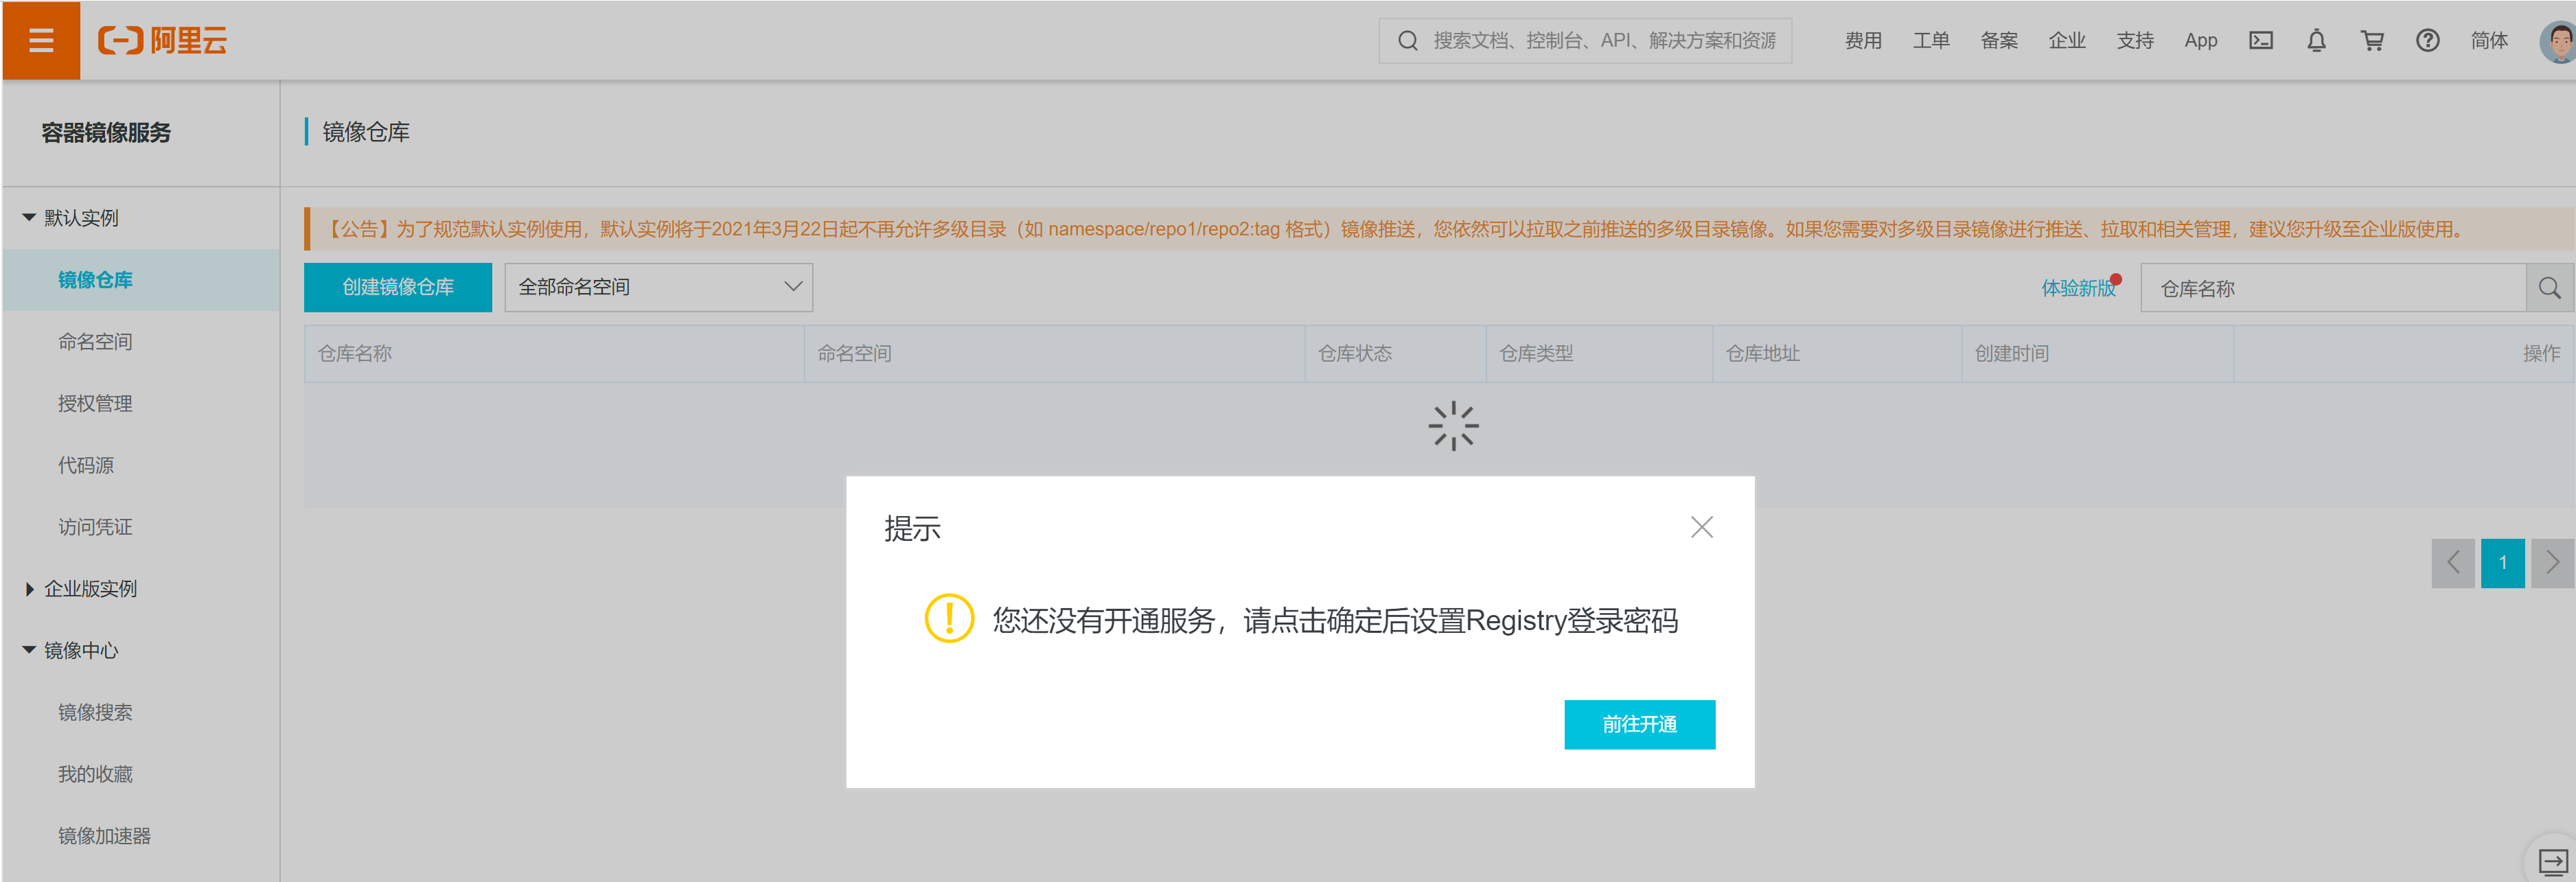 阿里云
搜索文档、控制台、API、解决方案和资源
费用 工单 备案 企业 支持 App 简体
容器镜像服务
默认实例
镜像仓库
命名空间
授权管理
代码源
访问凭证
企业版实例
镜像中心
镜像搜索
我的收藏
镜像加速器
镜像仓库
【公告】为了规范默认实例使用，默认实例将于2021年3月22日起不再允许多级目录（如 namespace/repo1/repo2:tag 格式）镜像推送，您依然可以拉取之前推送的多级目录镜像。如果您需要对多级目录镜像进行推送、拉取和相关管理，建议您升级至企业版使用。
创建镜像仓库 全部命名空间 体验新版 仓库名称
仓库名称 命名空间 仓库状态 仓库类型 仓库地址 创建时间 操作
提示
您还没有开通服务，请点击确定后设置Registry登录密码
前往开通
1